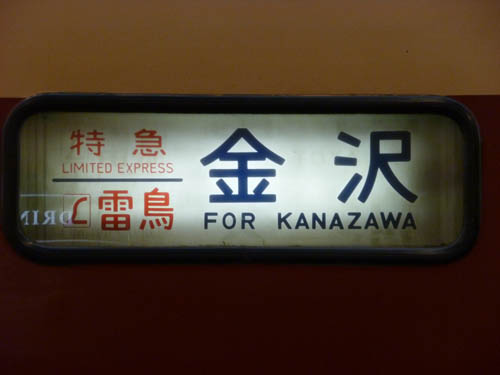 特急
LIMITED EXPRESS
雷鳥
金沢
FOR KANAZAWA